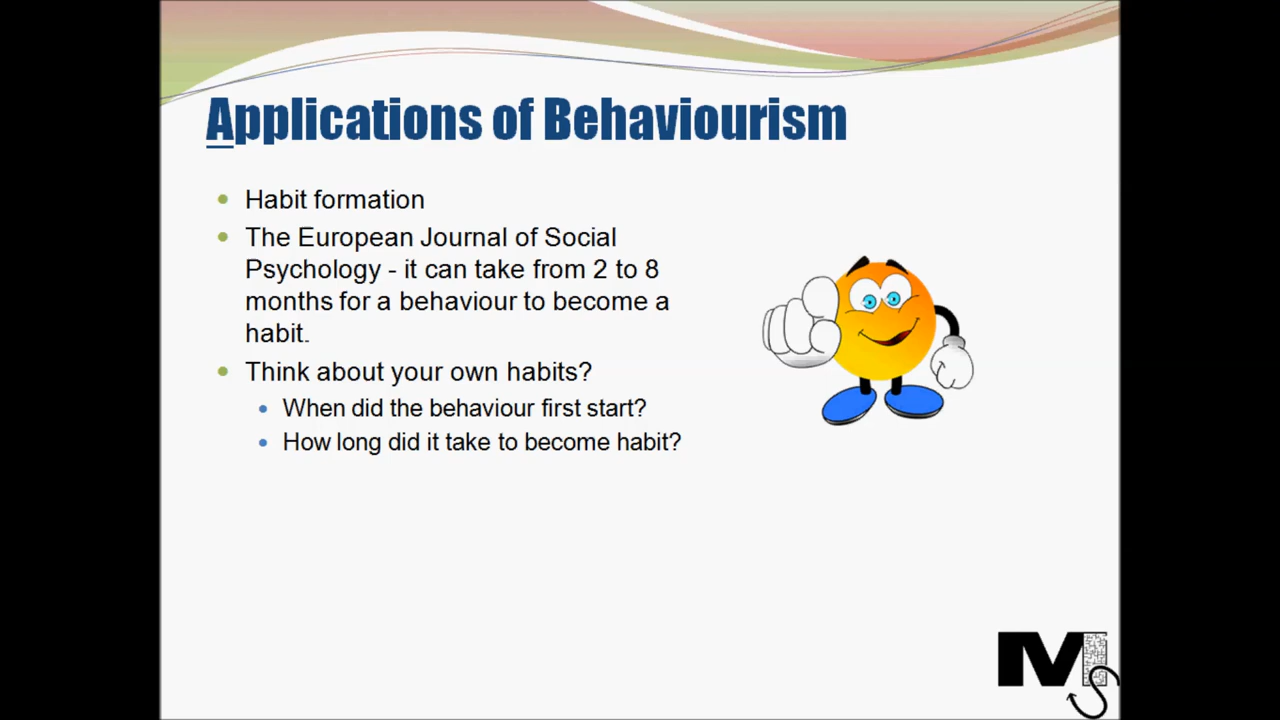 Applications of Behaviourism
Habit formation
The European Journal of Social
Psychology - it can take from 2 to 8
months for a behaviour to become a
habit.
Think about your own habits?
When did the behaviour first start?
How long did it take to become habit?
M
S